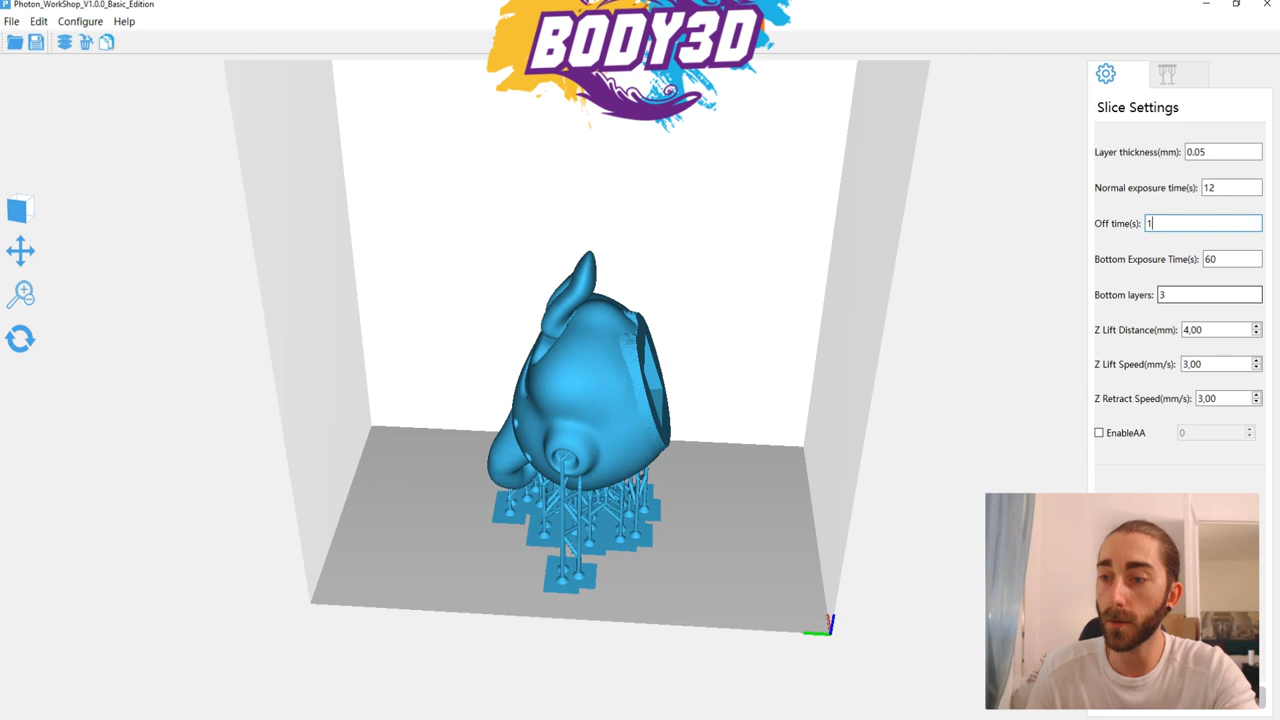 Photon_WorkShop_V1.0.0_Basic_Edition
File Edit Configure Help
BODY3D
Slice Settings
Layer thickness(mm): 0.05
Normal exposure time(s): 12
Off time(s): 1
Bottom Exposure Time(s): 60
Bottom layers: 3
Z Lift Distance(mm): 4,00
Z Lift Speed(mm/s): 3,00
Z Retract Speed(mm/s): 3,00
EnableAA 0